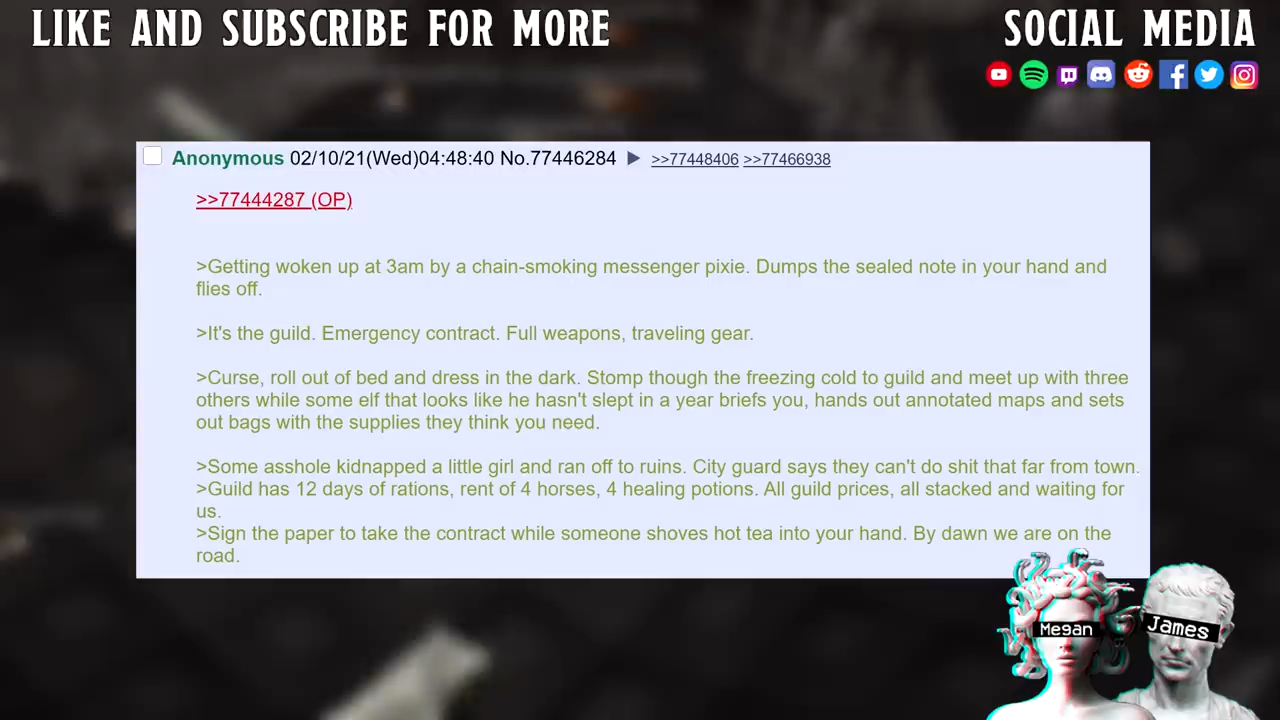 LIKE AND SUBSCRIBE FOR MORE
SOCIAL MEDIA
Anonymous 02/10/21(Wed)04:48:40 No.77446284 ▶ >>77448406 >>77466938
>>77444287 (OP)
>Getting woken up at 3am by a chain-smoking messenger pixie. Dumps the sealed note in your hand and
flies off.
>It's the guild. Emergency contract. Full weapons, traveling gear.
>Curse, roll out of bed and dress in the dark. Stomp though the freezing cold to guild and meet up with three
others while some elf that looks like he hasn't slept in a year briefs you, hands out annotated maps and sets
out bags with the supplies they think you need.
>Some asshole kidnapped a little girl and ran off to ruins. City guard says they can't do shit that far from town.
>Guild has 12 days of rations, rent of 4 horses, 4 healing potions. All guild prices, all stacked and waiting for
us.
>Sign the paper to take the contract while someone shoves hot tea into your hand. By dawn we are on the
road.
Megan
James